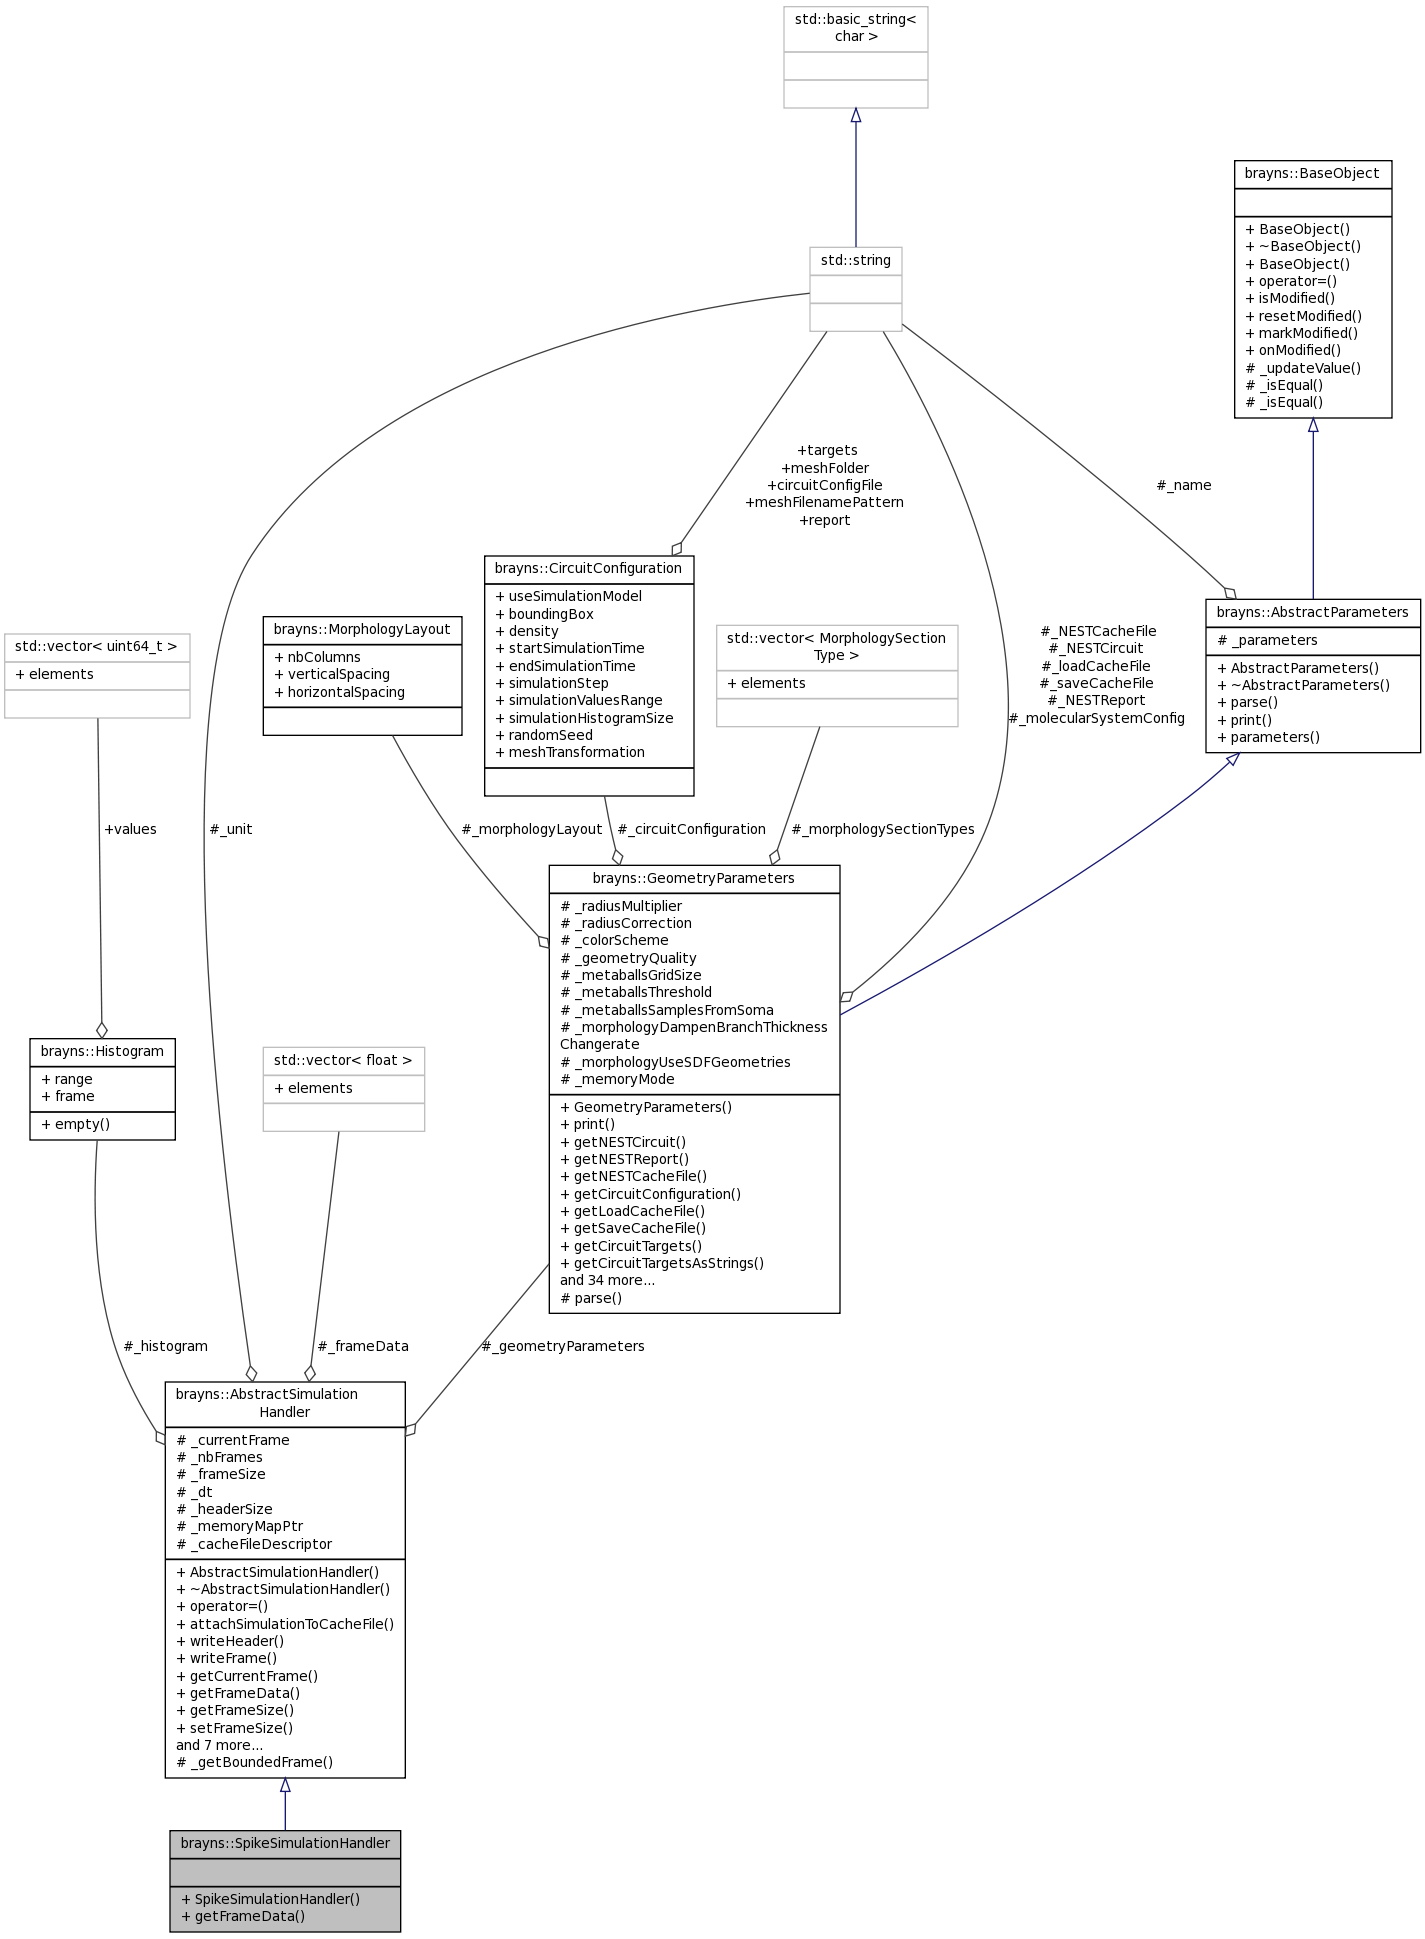 std::basic_string<
char >
brayns::BaseObject
+ BaseObject()
+ ~BaseObject()
+ BaseObject()
+ operator=()
+ isModified()
+ resetModified()
+ markModified()
+ onModified()
# _updateValue()
# _isEqual()
# _isEqual()
std::string
+targets
+meshFolder
+circuitConfigFile
+meshFilenamePattern
+report
#_name
brayns::CircuitConfiguration
+ useSimulationModel
+ boundingBox
+ density
+ startSimulationTime
+ endSimulationTime
+ simulationStep
+ simulationValuesRange
+ simulationHistogramSize
+ randomSeed
+ meshTransformation
brayns::MorphologyLayout
+ nbColumns
+ verticalSpacing
+ horizontalSpacing
std::vector< uint64_t >
+ elements
std::vector< MorphologySection
Type >
+ elements
#_NESTCacheFile
#_NESTCircuit
#_loadCacheFile
#_saveCacheFile
#_NESTReport
#_molecularSystemConfig
brayns::AbstractParameters
# _parameters
+ AbstractParameters()
+ ~AbstractParameters()
+ parse()
+ print()
+ parameters()
+values
#_unit
#_morphologyLayout
#_circuitConfiguration
#_morphologySectionTypes
brayns::GeometryParameters
# _radiusMultiplier
# _radiusCorrection
# _colorScheme
# _geometryQuality
# _metaballsGridSize
# _metaballsThreshold
# _metaballsSamplesFromSoma
# _morphologyDampenBranchThickness
Changerate
# _morphologyUseSDFGeometries
# _memoryMode
+ GeometryParameters()
+ print()
+ getNESTCircuit()
+ getNESTReport()
+ getNESTCacheFile()
+ getCircuitConfiguration()
+ getLoadCacheFile()
+ getSaveCacheFile()
+ getCircuitTargets()
+ getCircuitTargetsAsStrings()
and 34 more...
# parse()
brayns::Histogram
+ range
+ frame
+ empty()
std::vector< float >
+ elements
#_histogram
#_frameData
#_geometryParameters
brayns::AbstractSimulation
Handler
# _currentFrame
# _nbFrames
# _frameSize
# _dt
# _headerSize
# _memoryMapPtr
# _cacheFileDescriptor
+ AbstractSimulationHandler()
+ ~AbstractSimulationHandler()
+ operator=()
+ attachSimulationToCacheFile()
+ writeHeader()
+ writeFrame()
+ getCurrentFrame()
+ getFrameData()
+ getFrameSize()
+ setFrameSize()
and 7 more...
# _getBoundedFrame()
brayns::SpikeSimulationHandler
+ SpikeSimulationHandler()
+ getFrameData()